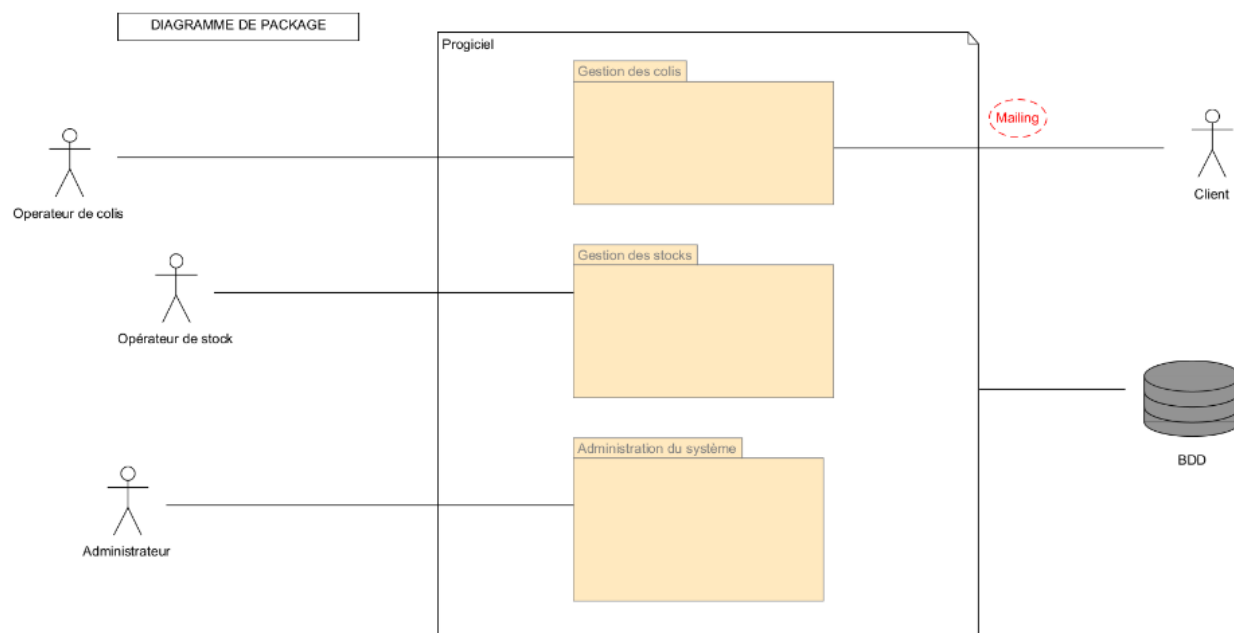 DIAGRAMME DE PACKAGE
Progiciel
Gestion des colis
Mailing
Operateur de colis
Client
Gestion des stocks
Opérateur de stock
Administration du système
BDD
Administrateur